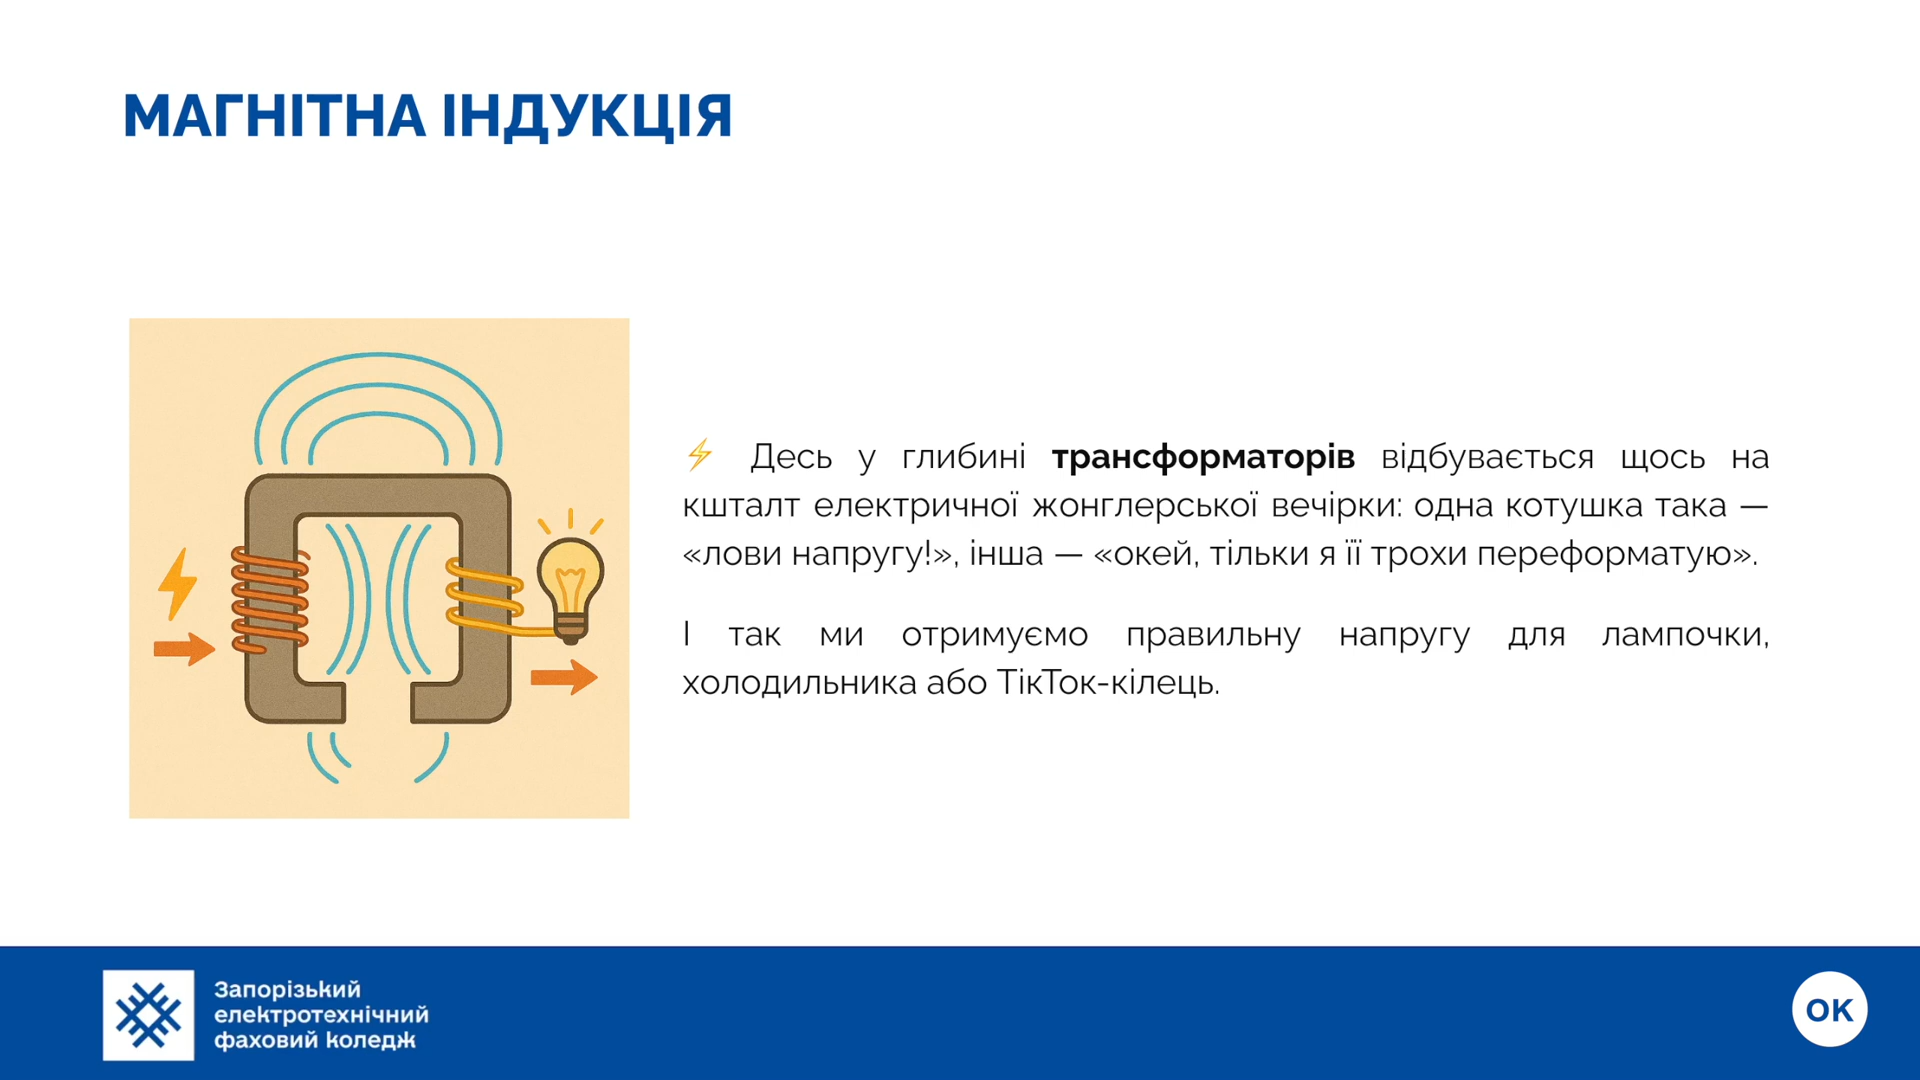 МАГНІТНА ІНДУКЦІЯ
⚡ Десь у глибині трансформаторів відбувається щось на
кшталт електричної жонглерської вечірки: одна котушка така —
«лови напругу!», інша — «окей, тільки я її трохи переформатую».
І так ми отримуємо правильну напругу для лампочки,
холодильника або ТікТок-кілець.
Запорізький
електротехнічний
фаховий коледж
ОК